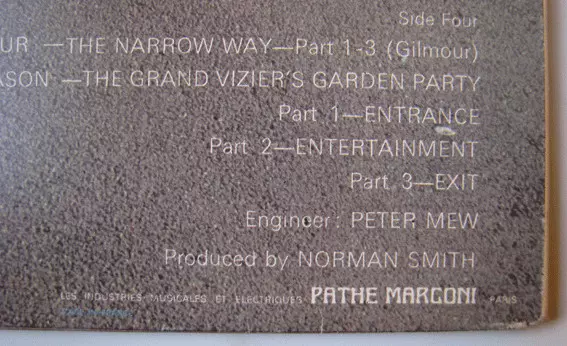 Side Four
UR —THE NARROW WAY—Part 1-3 (Gilmour)
ASON —THE GRAND VIZIER'S GARDEN PARTY
Part 1—ENTRANCE
Part 2—ENTERTAINMENT
Part 3—EXIT
Engineer: PETER MEW
Produced by NORMAN SMITH
LES INDUSTRIES MUSICALES ET ELECTRIQUES PATHE MARCONI PARIS